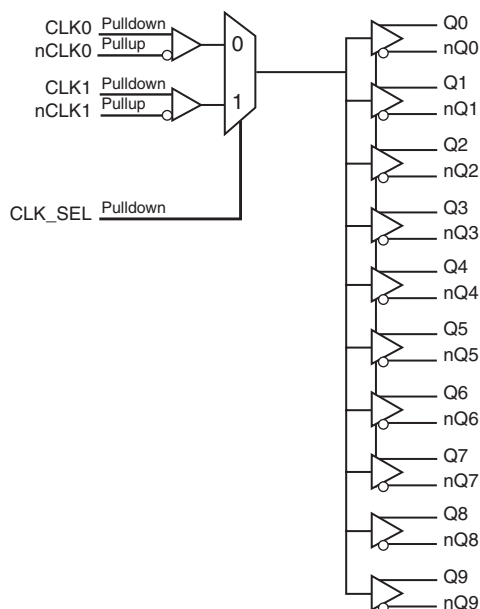 CLK0 Pulldown
nCLK0 Pullup
0
CLK1 Pulldown
nCLK1 Pullup
1
CLK_SEL Pulldown
Q0
nQ0
Q1
nQ1
Q2
nQ2
Q3
nQ3
Q4
nQ4
Q5
nQ5
Q6
nQ6
Q7
nQ7
Q8
nQ8
Q9
nQ9